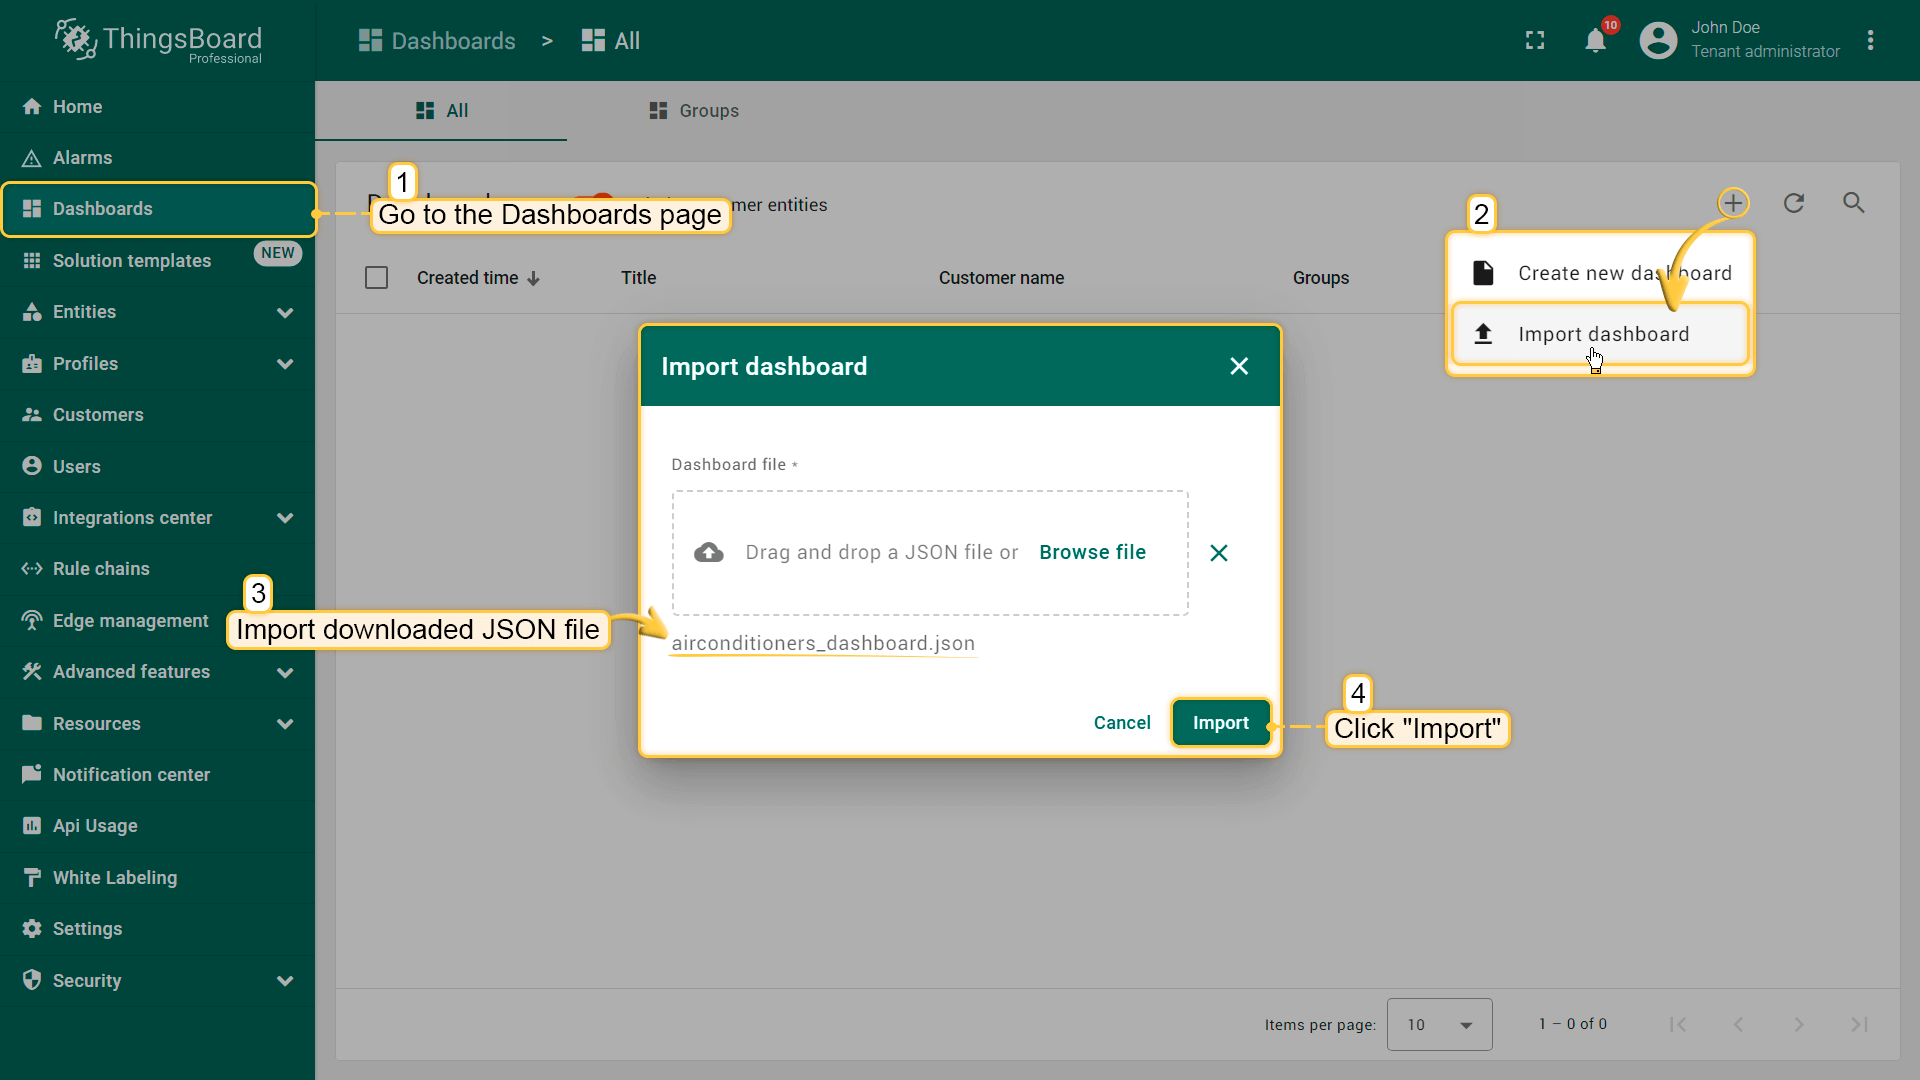 ThingsBoard
Professional
Dashboards > All
10
John Doe
Tenant administrator
Home
Alarms
Dashboards
Solution templates
NEW
Entities
Profiles
Customers
Users
Integrations center
Rule chains
Edge management
Advanced features
Resources
Notification center
Api Usage
White Labeling
Settings
Security
All
Groups
1
Go to the Dashboards page
entities
Created time
Title
Customer name
Groups
2
Create new dashboard
Import dashboard
Import dashboard
Dashboard file *
Drag and drop a JSON file or Browse file
3
Import downloaded JSON file
airconditioners_dashboard.json
Cancel
Import
4
Click "Import"
Items per page:
10
1 – 0 of 0